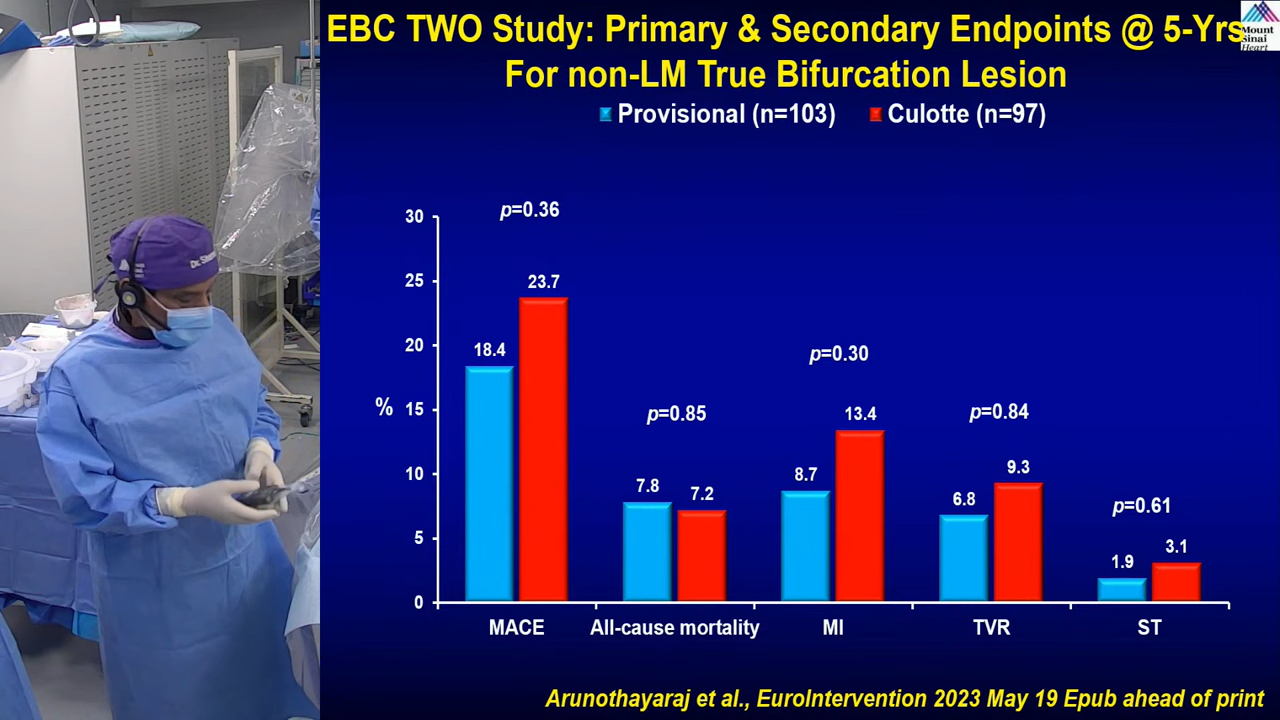 EBC TWO Study: Primary & Secondary Endpoints @ 5-Yrs
Mount
Sinai
Heart
For non-LM True Bifurcation Lesion
Provisional (n=103) Culotte (n=97)
30
25
20
% 15
10
5
0
p=0.36
18.4
23.7
p=0.85
7.8
7.2
p=0.30
8.7
13.4
p=0.84
6.8
9.3
p=0.61
1.9
3.1
MACE All-cause mortality MI TVR ST
Arunothayaraj et al., EuroIntervention 2023 May 19 Epub ahead of print
Dr.